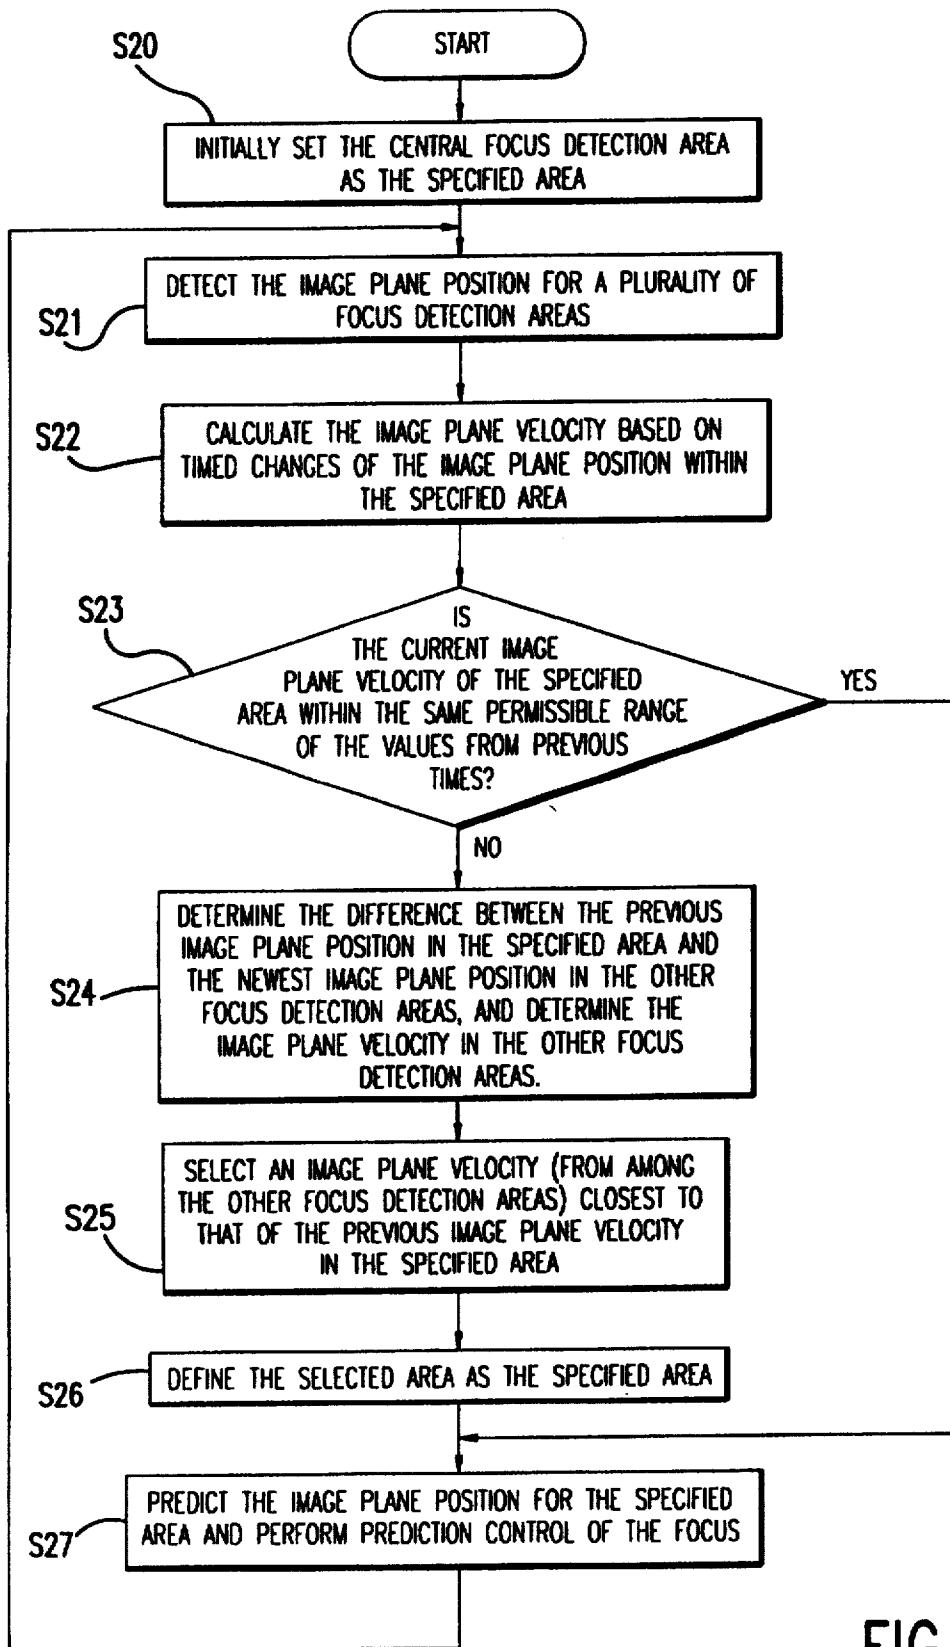 START
S20
INITIALLY SET THE CENTRAL FOCUS DETECTION AREA
AS THE SPECIFIED AREA
DETECT THE IMAGE PLANE POSITION FOR A PLURALITY OF
FOCUS DETECTION AREAS
S21
S22
CALCULATE THE IMAGE PLANE VELOCITY BASED ON
TIMED CHANGES OF THE IMAGE PLANE POSITION WITHIN
THE SPECIFIED AREA
S23
IS
THE CURRENT IMAGE
PLANE VELOCITY OF THE SPECIFIED
AREA WITHIN THE SAME PERMISSIBLE RANGE
OF THE VALUES FROM PREVIOUS
TIMES?
YES
NO
DETERMINE THE DIFFERENCE BETWEEN THE PREVIOUS
IMAGE PLANE POSITION IN THE SPECIFIED AREA AND
THE NEWEST IMAGE PLANE POSITION IN THE OTHER
FOCUS DETECTION AREAS, AND DETERMINE THE
IMAGE PLANE VELOCITY IN THE OTHER FOCUS
DETECTION AREAS.
S24
SELECT AN IMAGE PLANE VELOCITY (FROM AMONG
THE OTHER FOCUS DETECTION AREAS) CLOSEST TO
THAT OF THE PREVIOUS IMAGE PLANE VELOCITY
IN THE SPECIFIED AREA
S25
DEFINE THE SELECTED AREA AS THE SPECIFIED AREA
S26
PREDICT THE IMAGE PLANE POSITION FOR THE SPECIFIED
AREA AND PERFORM PREDICTION CONTROL OF THE FOCUS
S27
FIG